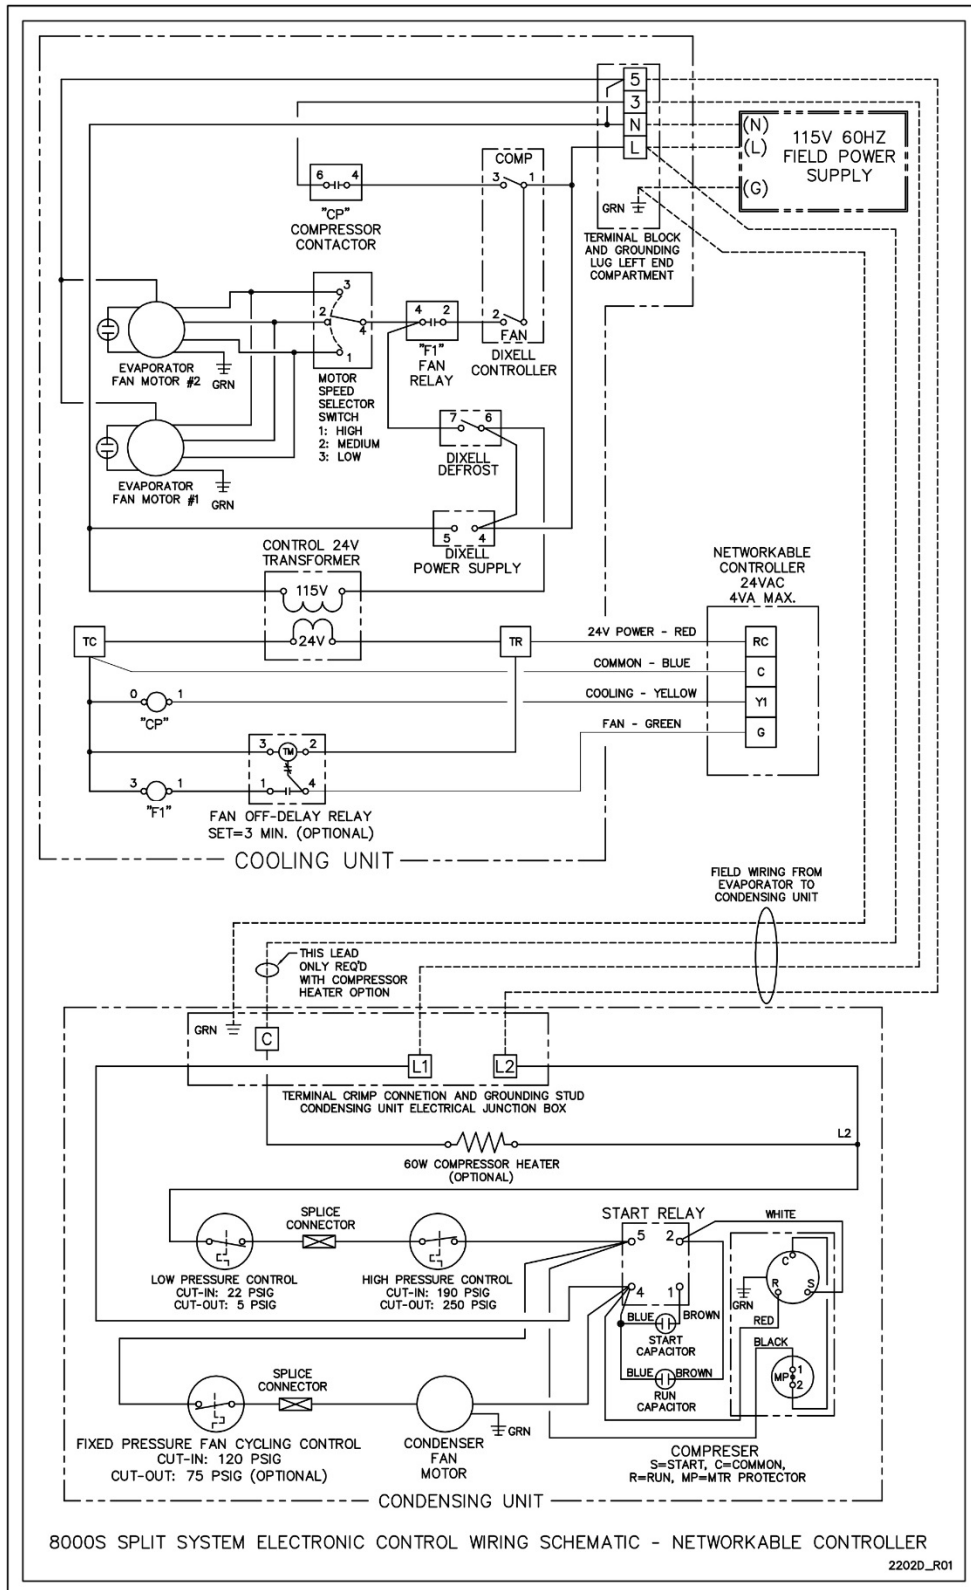 5
3
N
L
(N)
(L)
(G)
115V 60HZ
FIELD POWER
SUPPLY
GRN
TERMINAL BLOCK
AND GROUNDING
LUG LEFT END
COMPARTMENT
6 4
"CP"
COMPRESSOR
CONTACTOR
COMP
3 1
2
FAN
DIXELL
CONTROLLER
3
2
4
1
MOTOR
SPEED
SELECTOR
SWITCH
1: HIGH
2: MEDIUM
3: LOW
4 2
"F1"
FAN
RELAY
EVAPORATOR
FAN MOTOR #2
GRN
EVAPORATOR
FAN MOTOR #1
GRN
7 6
DIXELL
DEFROST
5 4
DIXELL
POWER SUPPLY
CONTROL 24V
TRANSFORMER
115V
24V
TC
TR
NETWORKABLE
CONTROLLER
24VAC
4VA MAX.
24V POWER - RED
RC
COMMON - BLUE
C
COOLING - YELLOW
Y1
FAN - GREEN
G
0 1
"CP"
3 TM 2
1 4
3 1
"F1"
FAN OFF-DELAY RELAY
SET=3 MIN. (OPTIONAL)
COOLING UNIT
FIELD WIRING FROM
EVAPORATOR TO
CONDENSING UNIT
THIS LEAD
ONLY REQ'D
WITH COMPRESSOR
HEATER OPTION
GRN
C
L1
L2
TERMINAL CRIMP CONNETION AND GROUNDING STUD
CONDENSING UNIT ELECTRICAL JUNCTION BOX
L2
60W COMPRESSOR HEATER
(OPTIONAL)
SPLICE
CONNECTOR
LOW PRESSURE CONTROL
CUT-IN: 22 PSIG
CUT-OUT: 5 PSIG
HIGH PRESSURE CONTROL
CUT-IN: 190 PSIG
CUT-OUT: 250 PSIG
START RELAY
5 2
4 1
WHITE
C
R S
GRN
RED
BLACK
BLUE BROWN
START
CAPACITOR
BLUE BROWN
RUN
CAPACITOR
MP 1
2
SPLICE
CONNECTOR
FIXED PRESSURE FAN CYCLING CONTROL
CUT-IN: 120 PSIG
CUT-OUT: 75 PSIG (OPTIONAL)
GRN
CONDENSER
FAN
MOTOR
COMPRESER
S=START, C=COMMON,
R=RUN, MP=MTR PROTECTOR
CONDENSING UNIT
8000S SPLIT SYSTEM ELECTRONIC CONTROL WIRING SCHEMATIC - NETWORKABLE CONTROLLER
2202D_R01